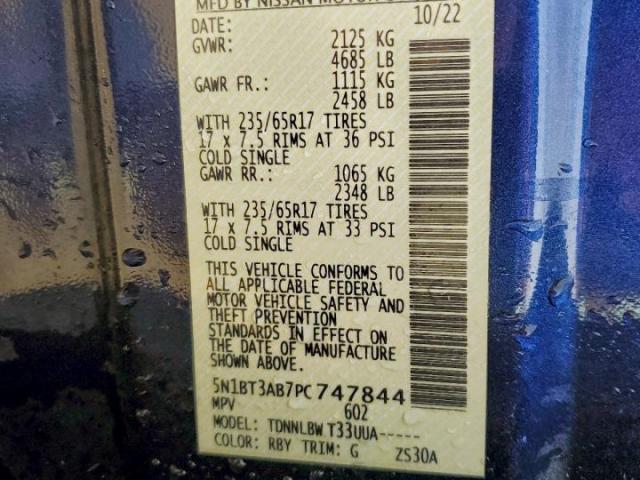 MFD BY NISSAN MOTOR
DATE: 10/22
GVWR: 2125 KG
4685 LB
GAWR FR.: 1115 KG
2458 LB
WITH 235/65R17 TIRES
17 x 7.5 RIMS AT 36 PSI
COLD SINGLE
GAWR RR.: 1065 KG
2348 LB
WITH 235/65R17 TIRES
17 x 7.5 RIMS AT 33 PSI
COLD SINGLE
THIS VEHICLE CONFORMS TO
ALL APPLICABLE FEDERAL
MOTOR VEHICLE SAFETY AND
THEFT PREVENTION
STANDARDS IN EFFECT ON
THE DATE OF MANUFACTURE
SHOWN ABOVE.
5N1BT3AB7PC747844
MPV 602
MODEL: TDNNLBW T33UUA-----
COLOR: RBY TRIM: G ZS30A